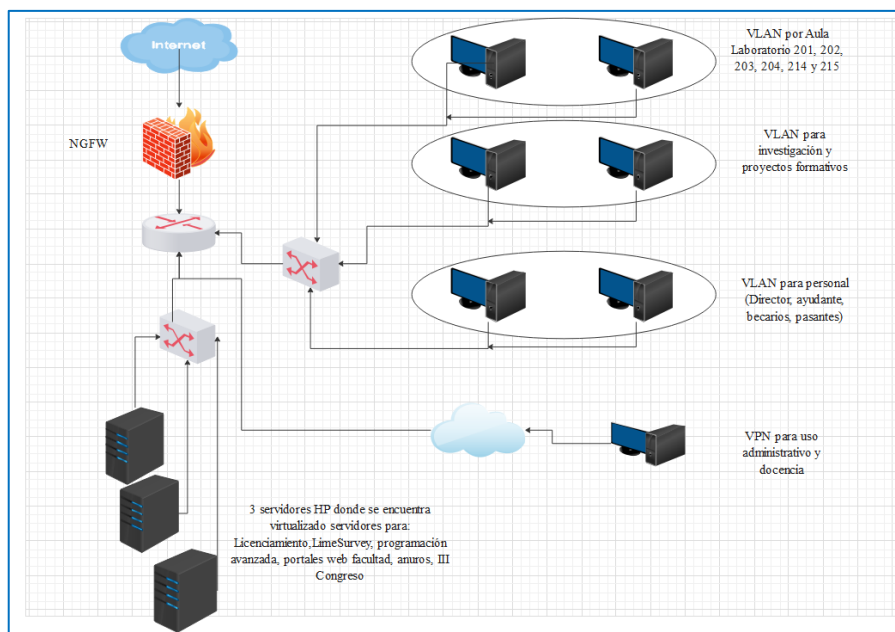 Internet
NGFW
VLAN por Aula
Laboratorio 201, 202,
203, 204, 214 y 215
VLAN para
investigación y
proyectos formativos
VLAN para personal
(Director, ayudante,
becarios, pasantes)
VPN para uso
administrativo y
docencia
3 servidores HP donde se encuentra
virtualizado servidores para:
Licenciamiento,LimeSurvey, programación
avanzada, portales web facultad, anuros, III
Congreso